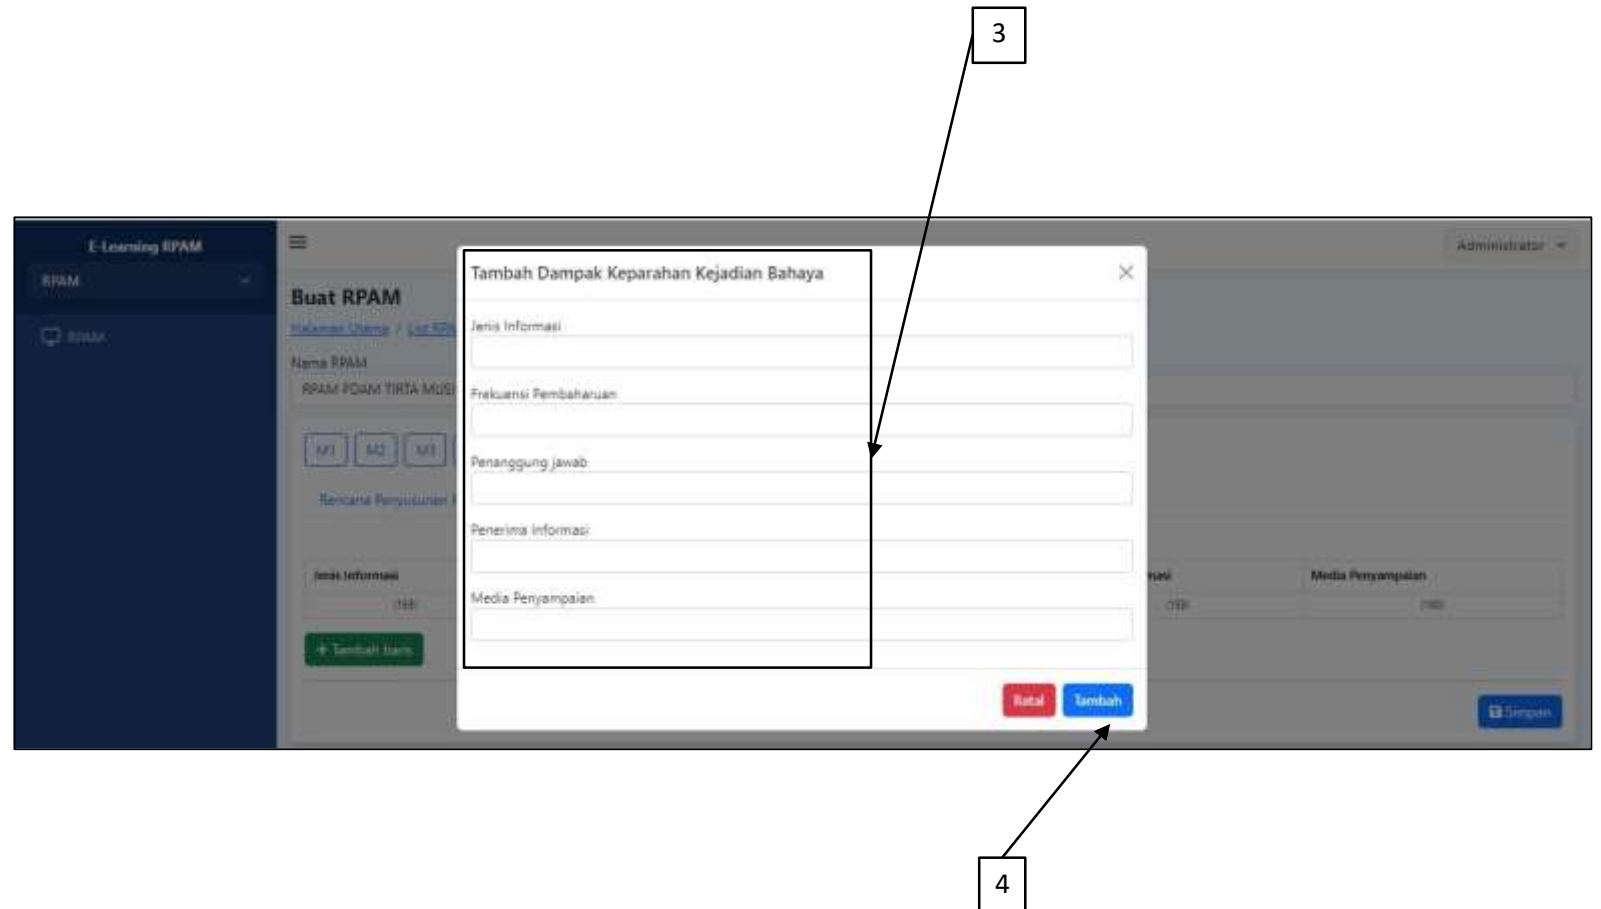 3
E-Learning RPAM
Administrator
RPAM
Tambah Dampak Keparahan Kejadian Bahaya
Buat RPAM
Halaman Utama / List RPA
RPAM
Jenis Informasi
Nama RPAM
RPAM PDAM TIRTA MUSI
Frekuensi Pembaharuan
M1 M2 M3
Penanggung jawab
Rencana Penyusunan
Penerima Informasi
Jenis Informasi
masi
Media Penyampaian
Media Penyampaian
+ Tambah baris
Batal
Tambah
Simpan
4